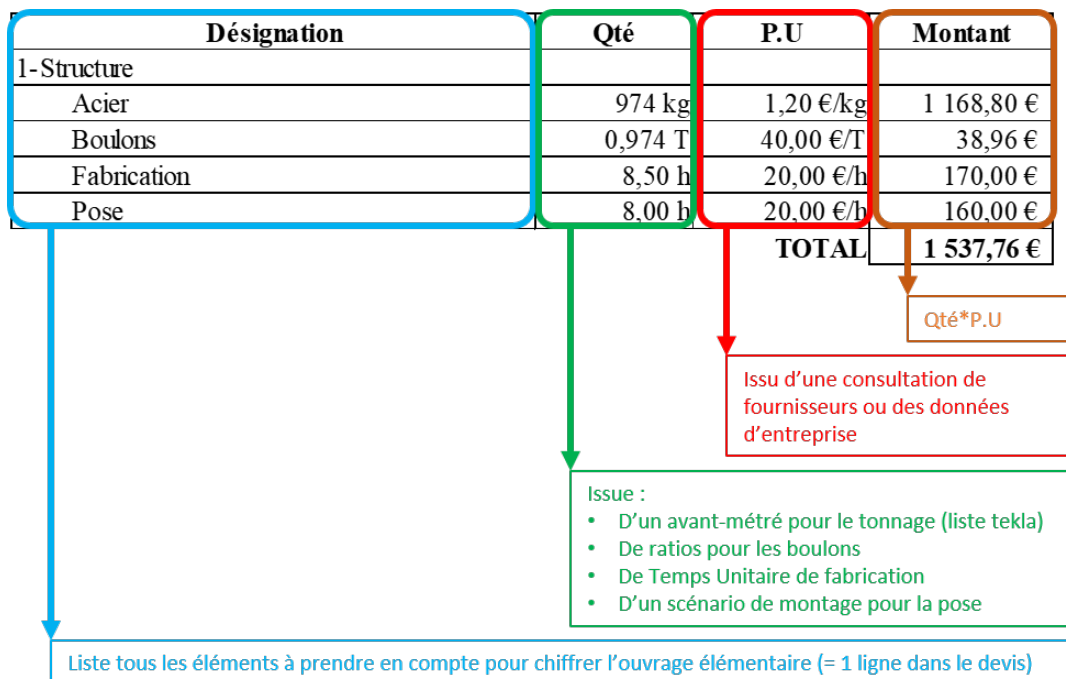 Désignation Qté P.U Montant
1-Structure
Acier 974 kg 1,20 €/kg 1 168,80 €
Boulons 0,974 T 40,00 €/T 38,96 €
Fabrication 8,50 h 20,00 €/h 170,00 €
Pose 8,00 h 20,00 €/h 160,00 €
TOTAL 1 537,76 €
Qté*P.U
Issu d’une consultation de
fournisseurs ou des données
d’entreprise
Issue :
• D’un avant-métré pour le tonnage (liste tekla)
• De ratios pour les boulons
• De Temps Unitaire de fabrication
• D’un scénario de montage pour la pose
Liste tous les éléments à prendre en compte pour chiffrer l’ouvrage élémentaire (= 1 ligne dans le devis)